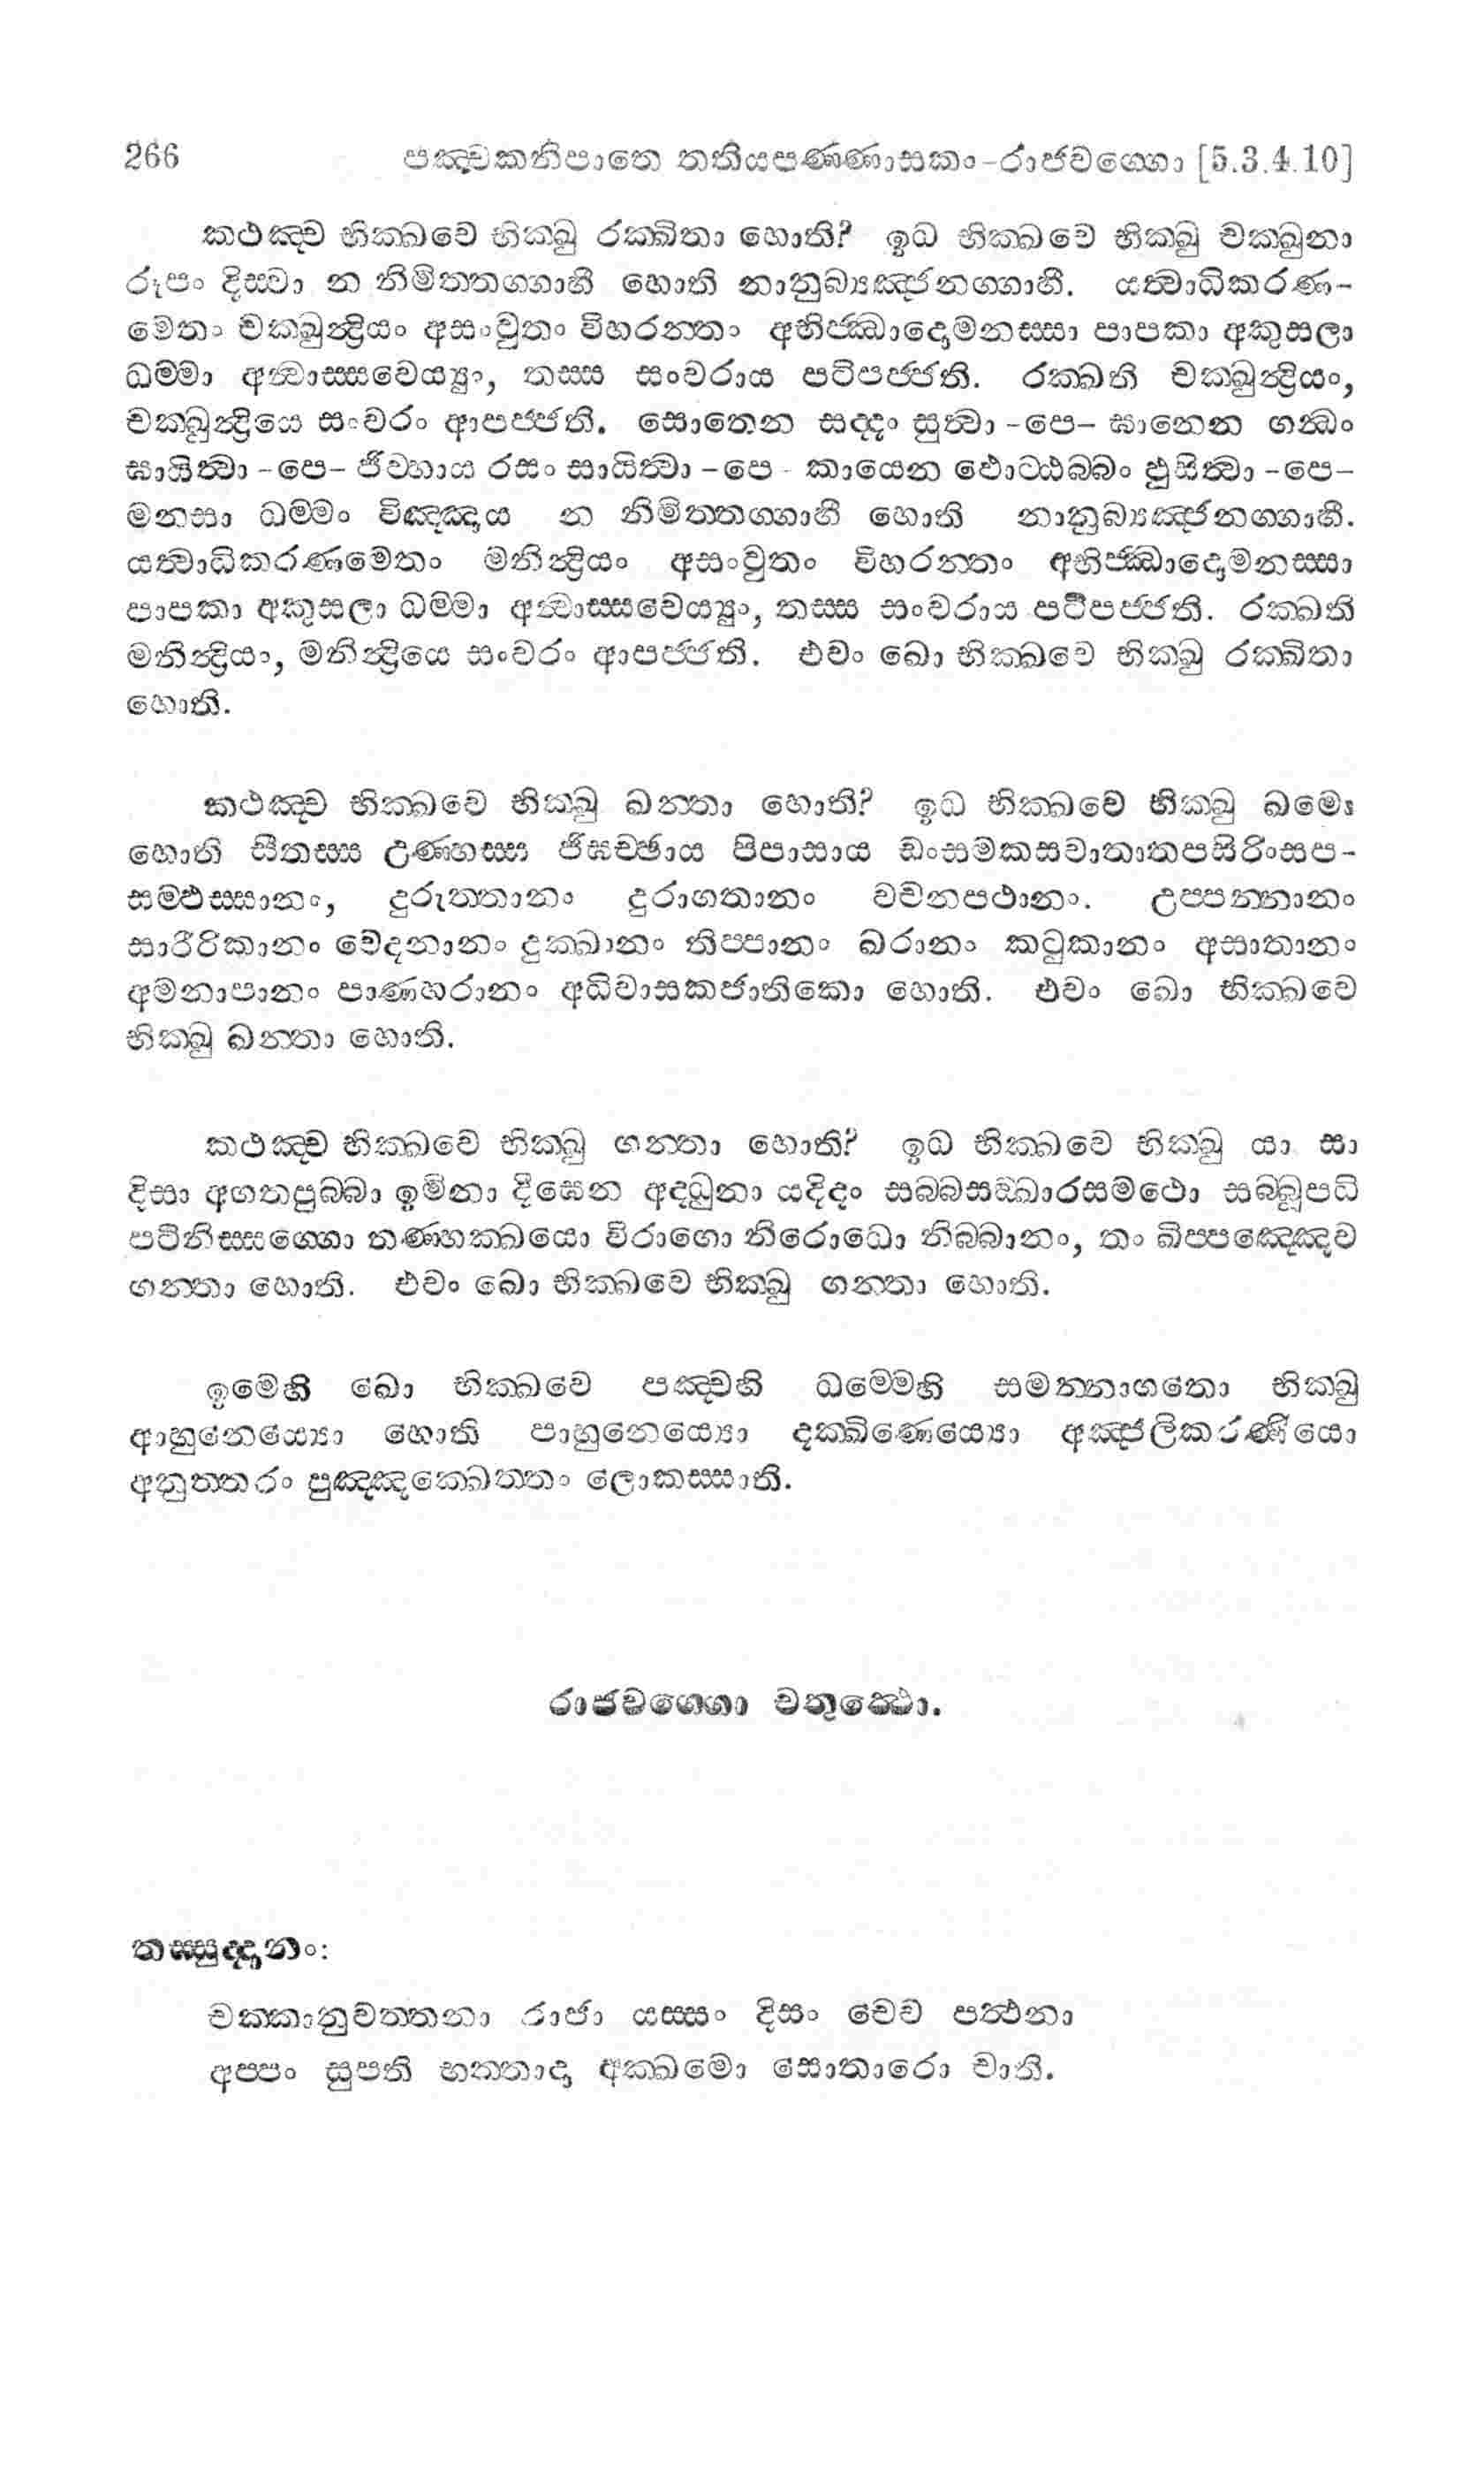 266 පඤ්චකනිපාතෙ තතියපණ්ණාසකං-රාජවග්ගො [5.3.4.10]
කථඤ්ච භික්ඛවෙ භික්ඛු රක්ඛිතා හොති? ඉධ භික්ඛවෙ භික්ඛු චක්ඛුනා
රූපං දිස්වා න නිමිත්තග්ගාහී හොති නානුබ්‍යඤ්ජනග්ගාහී. යත්වාධිකරණ-
මෙතං චක්ඛුන්ද්‍රියං අසංවුතං විහරන්තං අභිජ්ඣාදොමනස්සා පාපකා අකුසලා
ධම්මා අන්වාස්සවෙය්‍යුං, තස්ස සංවරාය පටිපජ්ජති. රක්ඛති චක්ඛුන්ද්‍රියං,
චක්ඛුන්ද්‍රියෙ සංවරං ආපජ්ජති. සොතෙන සද්දං සුත්වා -පෙ- ඝානෙන ගන්ධං
ඝායිත්වා -පෙ- ජිව්හාය රසං සායිත්වා -පෙ - කායෙන ඵොට්ඨබ්බං ඵුසිත්වා -පෙ-
මනසා ධම්මං විඤ්ඤාය න නිමිත්තග්ගාහී හොති නානුබ්‍යඤ්ජනග්ගාහී.
යත්වාධිකරණමෙතං මනින්ද්‍රියං අසංවුතං විහරන්තං අභිජ්ඣාදොමනස්සා
පාපකා අකුසලා ධම්මා අන්වාස්සවෙය්‍යුං, තස්ස සංවරාය පටිපජ්ජති. රක්ඛති
මනින්ද්‍රියං, මනින්ද්‍රියෙ සංවරං ආපජ්ජති. එවං ඛො භික්ඛවෙ භික්ඛු රක්ඛිතා
හොති.
කථඤ්ච භික්ඛවෙ භික්ඛු ඛන්තා හොති? ඉධ භික්ඛවෙ භික්ඛු ඛමො
හොති සීතස්ස උණ්හස්ස ජිඝච්ඡාය පිපාසාය ඩංසමකසවාතාතපසිරිංසප-
සම්ඵස්සානං, දුරුත්තානං දුරාගතානං වචනපථානං. උප්පන්නානං
සාරීරිකානං වෙදනානං දුක්ඛානං තිප්පානං ඛරානං කටුකානං අසාතානං
අමනාපානං පාණහරානං අධිවාසකජාතිකො හොති. එවං ඛො භික්ඛවෙ
භික්ඛු ඛන්තා හොති.
කථඤ්ච භික්ඛවෙ භික්ඛු ගන්තා හොති? ඉධ භික්ඛවෙ භික්ඛු යා සා
දිසා අගතපුබ්බා ඉමිනා දීඝෙන අද්ධුනා යදිදං සබ්බසඞ්ඛාරසමථො සබ්බූපධි
පටිනිස්සග්ගො තණ්හක්ඛයො විරාගො නිරොධො නිබ්බානං, තං ඛිප්පඤ්ඤෙව
ගන්තා හොති. එවං ඛො භික්ඛවෙ භික්ඛු ගන්තා හොති.
ඉමෙහි ඛො භික්ඛවෙ පඤ්චහි ධම්මෙහි සමන්නාගතො භික්ඛු
ආහුනෙය්‍යො හොති පාහුනෙය්‍යො දක්ඛිණෙය්‍යො අඤ්ජලිකරණීයො
අනුත්තරං පුඤ්ඤක්ඛෙත්තං ලොකස්සාති.
රාජවග්ගො චතුත්ථො.
තස්සුද්දානං:
චක්කානුවත්තනා රාජා යස්සං දිසං චෙව පත්ථනා
අප්පං සුපති භත්තාද අක්ඛමො සොතාරො චාති.